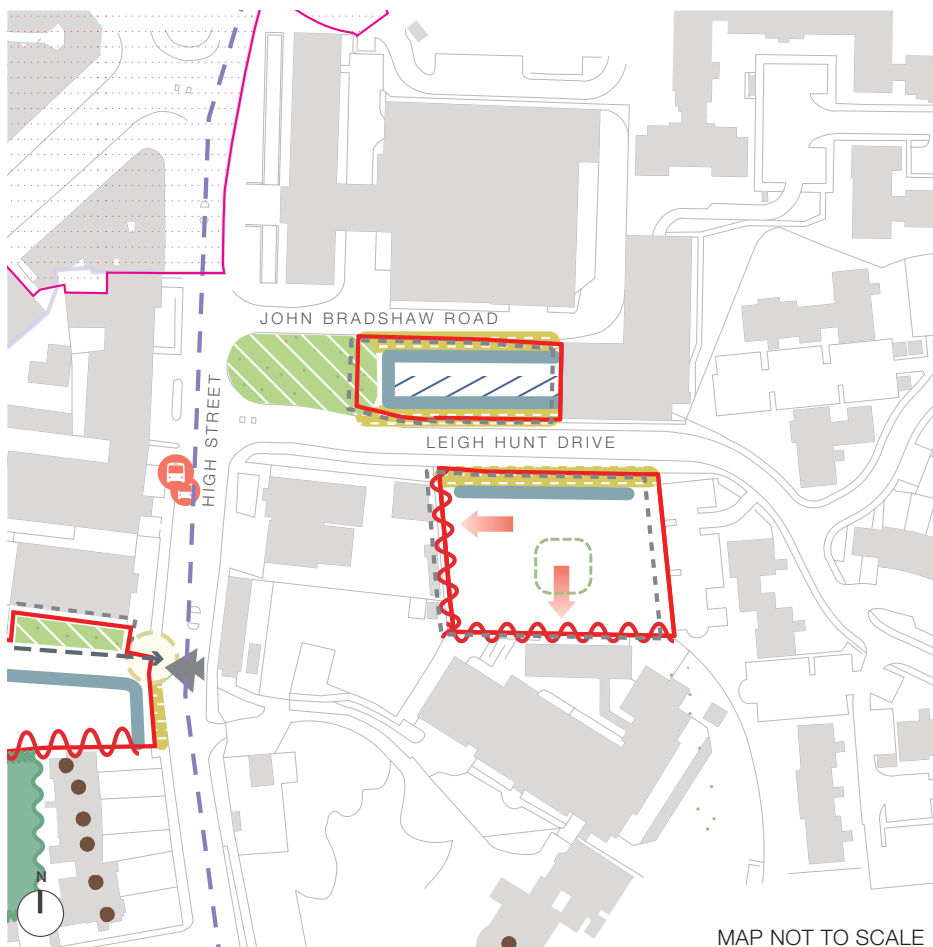 JOHN BRADSHAW ROAD
HIGH STREET
LEIGH HUNT DRIVE
N
MAP NOT TO SCALE